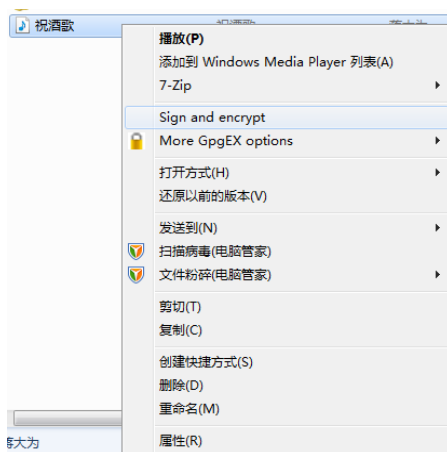 祝酒歌
播放(P)
添加到 Windows Media Player 列表(A)
7-Zip
Sign and encrypt
More GpgEX options
打开方式(H)
还原以前的版本(V)
发送到(N)
扫描病毒(电脑管家)
文件粉碎(电脑管家)
剪切(T)
复制(C)
创建快捷方式(S)
删除(D)
重命名(M)
属性(R)
蒋大为